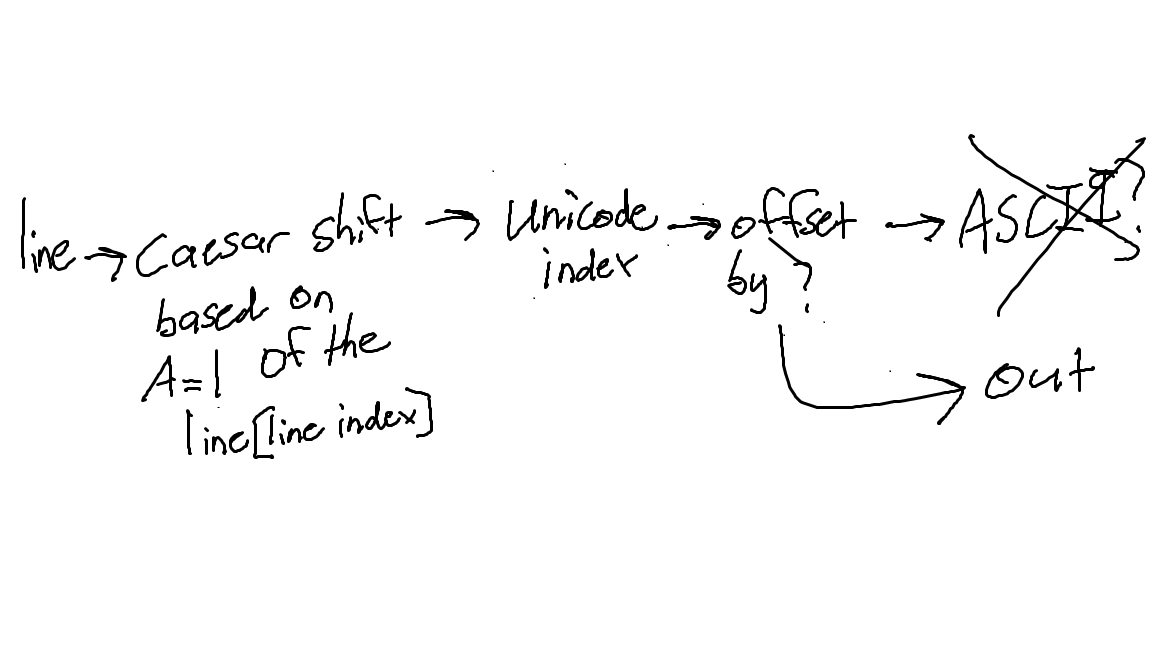 line → Caesar shift → Unicode index → offset by ? → ASCII?
based on
A=1 of the
line[line index]
out